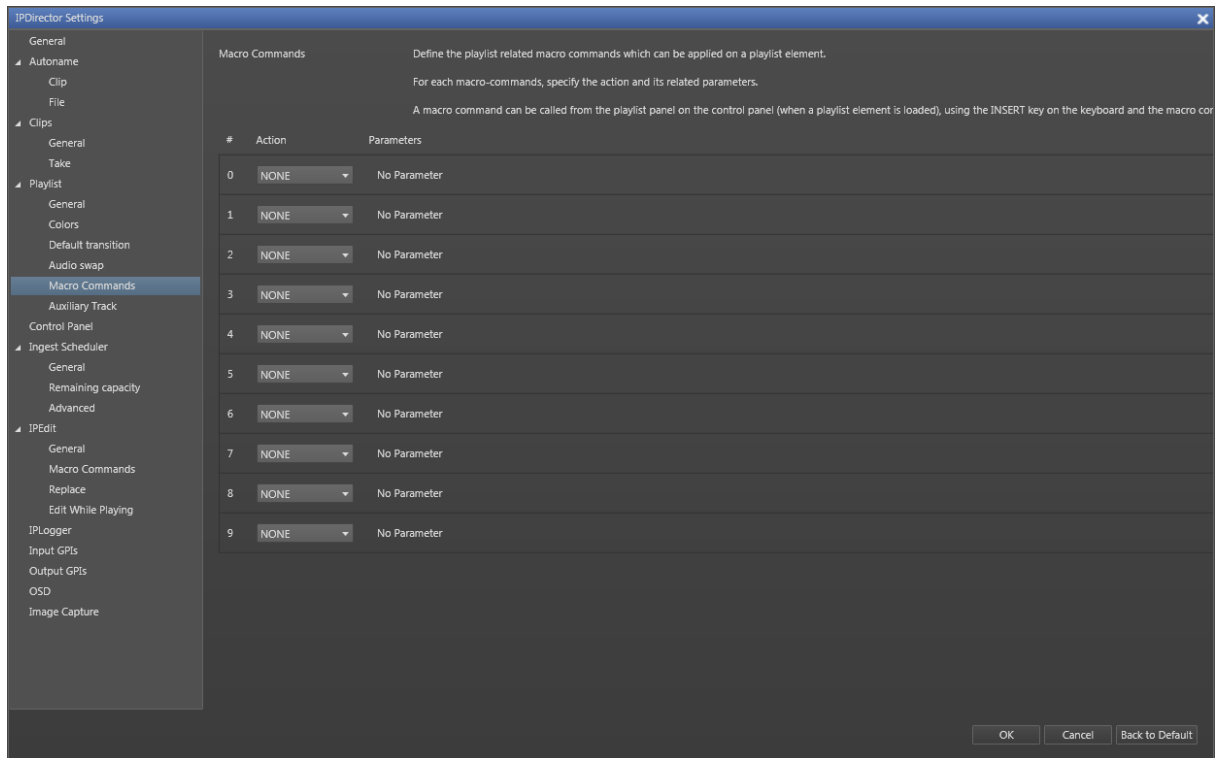 IPDirector Settings
General
Autoname
Clip
File
Clips
General
Take
Playlist
General
Colors
Default transition
Audio swap
Macro Commands
Auxiliary Track
Control Panel
Ingest Scheduler
General
Remaining capacity
Advanced
IPEdit
General
Macro Commands
Replace
Edit While Playing
IPLogger
Input GPIs
Output GPIs
OSD
Image Capture
Macro Commands
Define the playlist related macro commands which can be applied on a playlist element.
For each macro-commands, specify the action and its related parameters.
A macro command can be called from the playlist panel on the control panel (when a playlist element is loaded), using the INSERT key on the keyboard and the macro cor
# Action Parameters
0 NONE No Parameter
1 NONE No Parameter
2 NONE No Parameter
3 NONE No Parameter
4 NONE No Parameter
5 NONE No Parameter
6 NONE No Parameter
7 NONE No Parameter
8 NONE No Parameter
9 NONE No Parameter
OK Cancel Back to Default